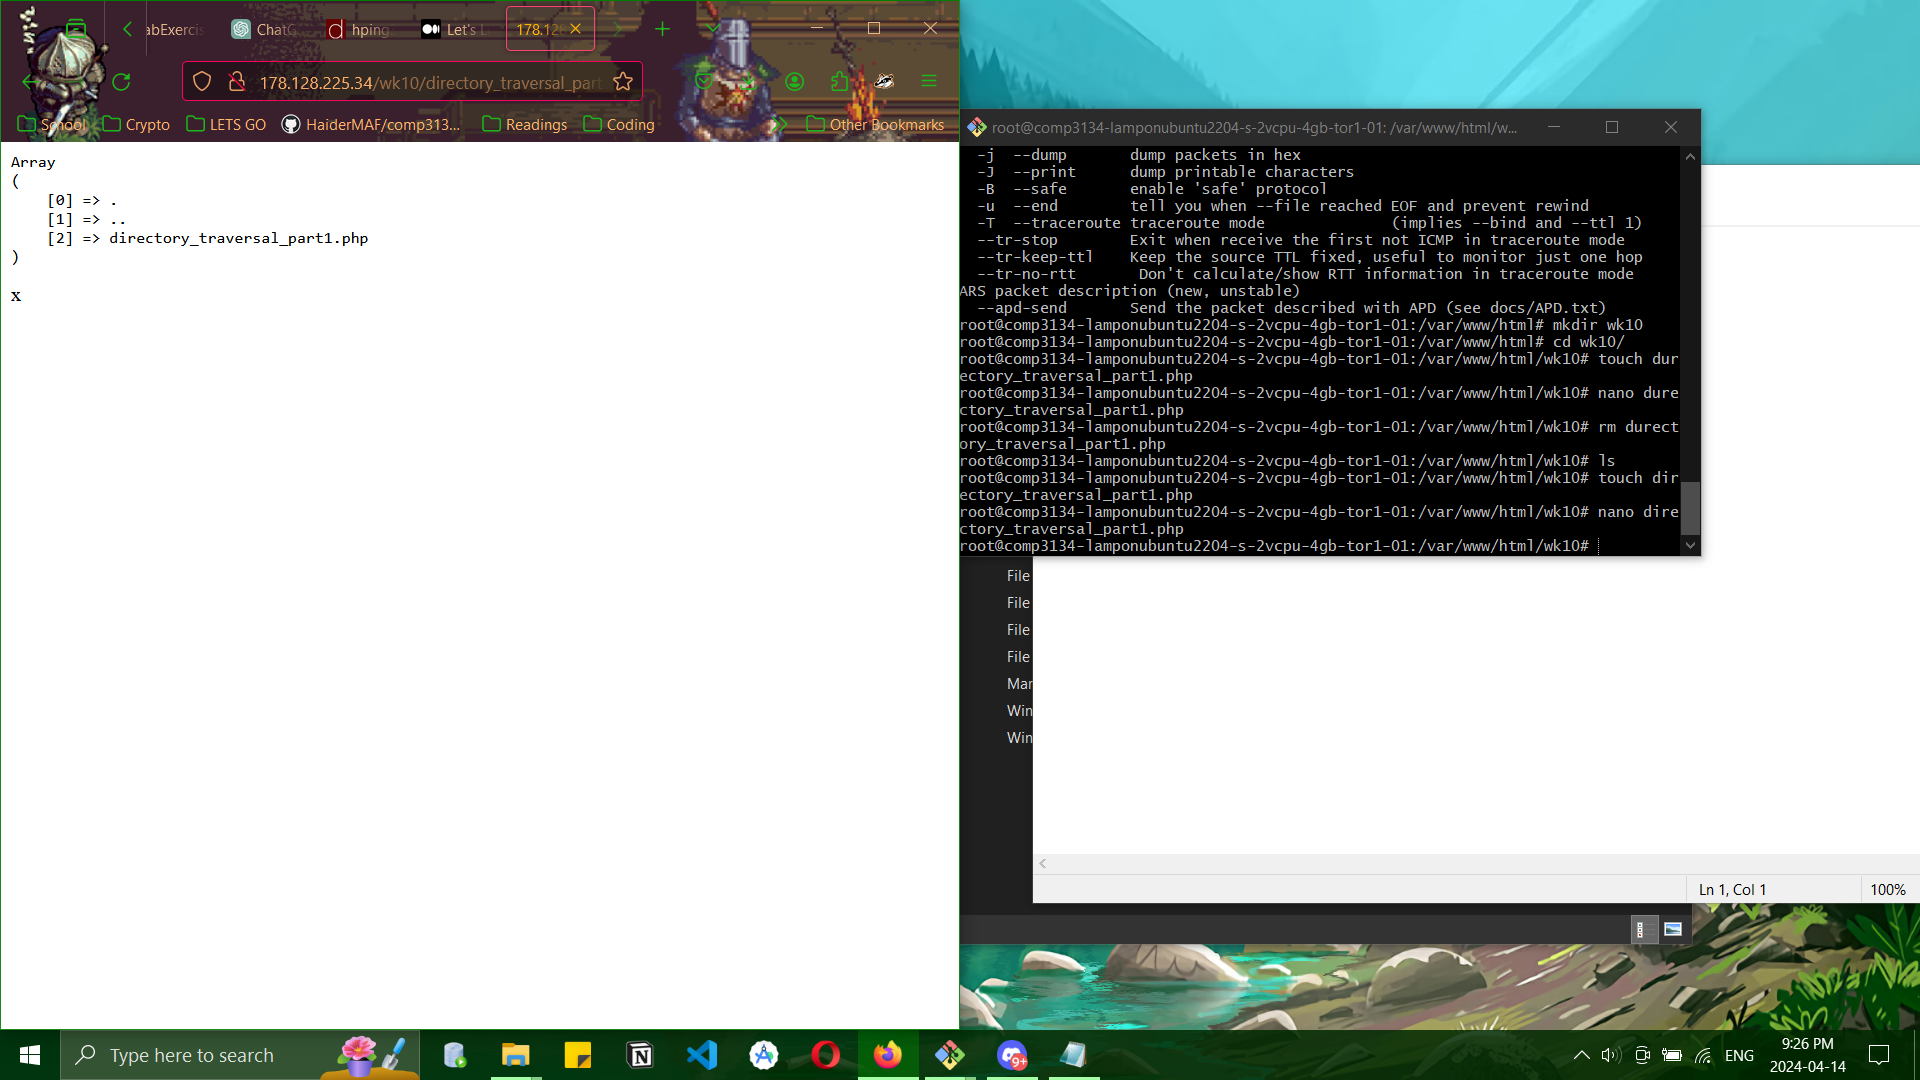 abExercis
ChatG
hping
Let's L
178.128
178.128.225.34/wk10/directory_traversal_part
School
Crypto
LETS GO
HaiderMAF/comp313...
Readings
Coding
Other Bookmarks
Array
(
[0] => .
[1] => ..
[2] => directory_traversal_part1.php
)
x
root@comp3134-lamponubuntu2204-s-2vcpu-4gb-tor1-01: /var/www/html/w...
-j --dump dump packets in hex
-J --print dump printable characters
-B --safe enable 'safe' protocol
-u --end tell you when --file reached EOF and prevent rewind
-T --traceroute traceroute mode (implies --bind and --ttl 1)
--tr-stop Exit when receive the first not ICMP in traceroute mode
--tr-keep-ttl Keep the source TTL fixed, useful to monitor just one hop
--tr-no-rtt Don't calculate/show RTT information in traceroute mode
ARS packet description (new, unstable)
--apd-send Send the packet described with APD (see docs/APD.txt)
root@comp3134-lamponubuntu2204-s-2vcpu-4gb-tor1-01:/var/www/html# mkdir wk10
root@comp3134-lamponubuntu2204-s-2vcpu-4gb-tor1-01:/var/www/html# cd wk10/
root@comp3134-lamponubuntu2204-s-2vcpu-4gb-tor1-01:/var/www/html/wk10# touch dur
ectory_traversal_part1.php
root@comp3134-lamponubuntu2204-s-2vcpu-4gb-tor1-01:/var/www/html/wk10# nano dure
ctory_traversal_part1.php
root@comp3134-lamponubuntu2204-s-2vcpu-4gb-tor1-01:/var/www/html/wk10# rm durect
ory_traversal_part1.php
root@comp3134-lamponubuntu2204-s-2vcpu-4gb-tor1-01:/var/www/html/wk10# ls
root@comp3134-lamponubuntu2204-s-2vcpu-4gb-tor1-01:/var/www/html/wk10# touch dir
ectory_traversal_part1.php
root@comp3134-lamponubuntu2204-s-2vcpu-4gb-tor1-01:/var/www/html/wk10# nano dire
ctory_traversal_part1.php
root@comp3134-lamponubuntu2204-s-2vcpu-4gb-tor1-01:/var/www/html/wk10#
File
File
File
File
Mar
Win
Win
Ln 1, Col 1
100%
Type here to search
9+
ENG
9:26 PM
2024-04-14